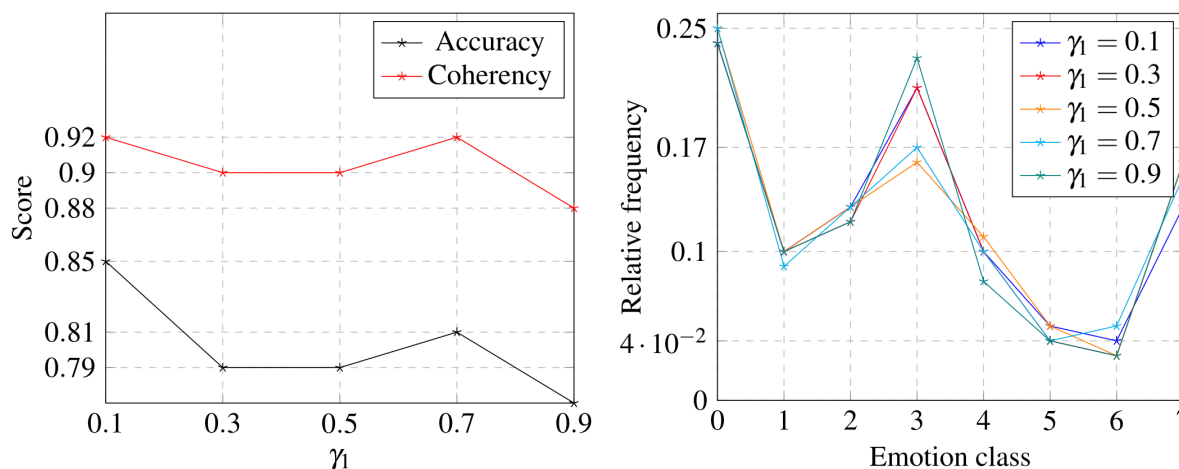 Accuracy
Coherency
0.92
0.9
0.88
0.85
0.81
0.79
Score
0.1 0.3 0.5 0.7 0.9
γ₁
γ₁ = 0.1
γ₁ = 0.3
γ₁ = 0.5
γ₁ = 0.7
γ₁ = 0.9
0.25
0.17
0.1
4 · 10⁻²
0
Relative frequency
0 1 2 3 4 5 6 7
Emotion class